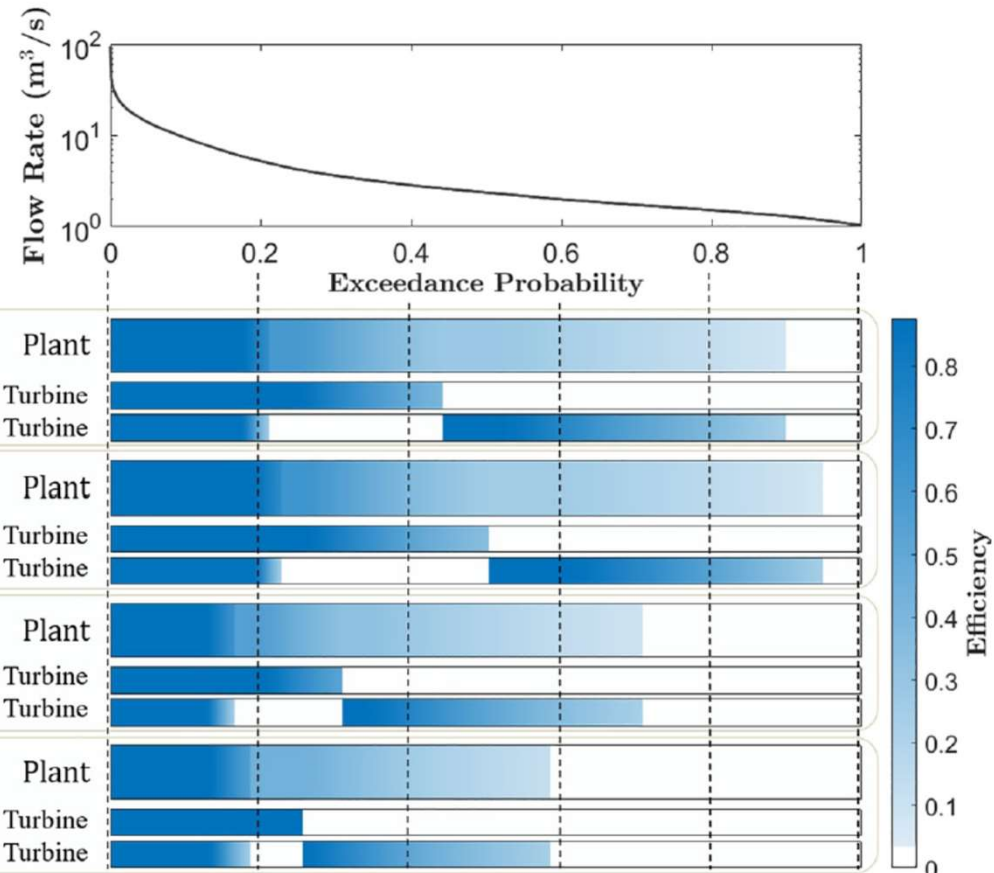 Flow Rate (m³/s)
10²
10¹
10⁰
0 0.2 0.4 0.6 0.8 1
Exceedance Probability
Plant
Turbine
Turbine
Plant
Turbine
Turbine
Plant
Turbine
Turbine
Plant
Turbine
Turbine
0.8
0.7
0.6
0.5
0.4
0.3
0.2
0.1
0
Efficiency